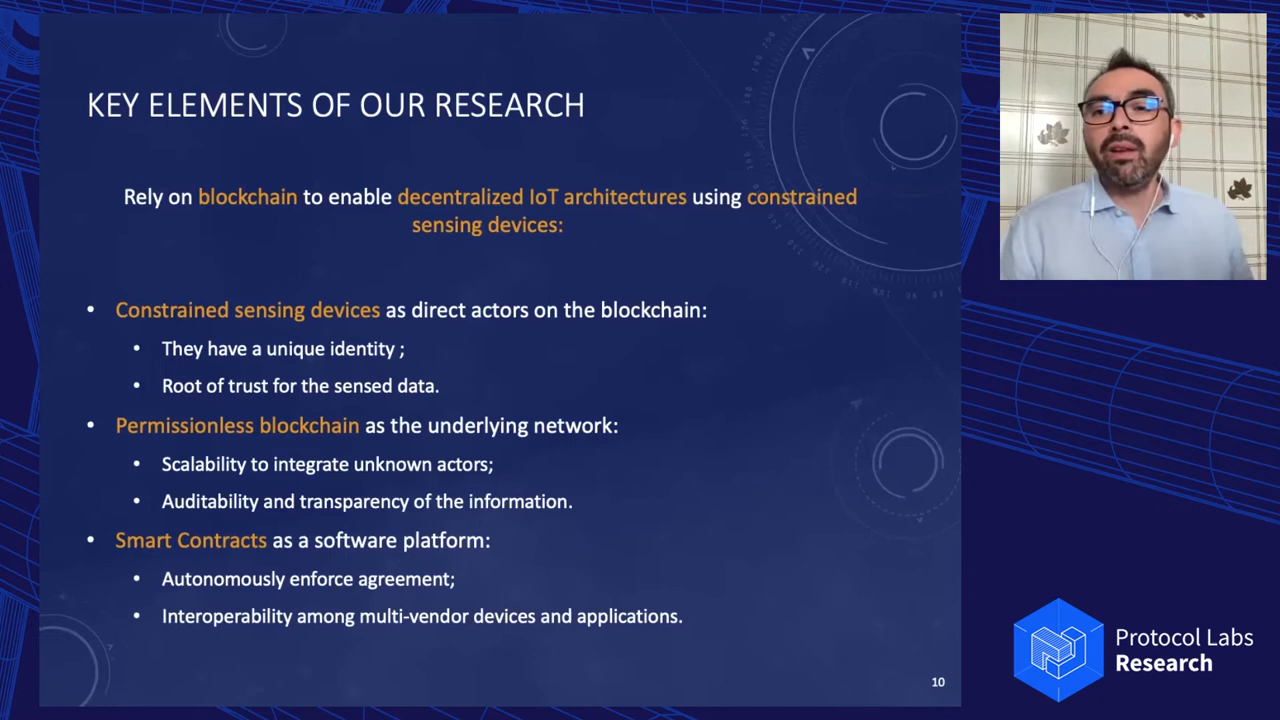 KEY ELEMENTS OF OUR RESEARCH
Rely on blockchain to enable decentralized IoT architectures using constrained
sensing devices:
• Constrained sensing devices as direct actors on the blockchain:
• They have a unique identity ;
• Root of trust for the sensed data.
• Permissionless blockchain as the underlying network:
• Scalability to integrate unknown actors;
• Auditability and transparency of the information.
• Smart Contracts as a software platform:
• Autonomously enforce agreement;
• Interoperability among multi-vendor devices and applications.
10
Protocol Labs
Research